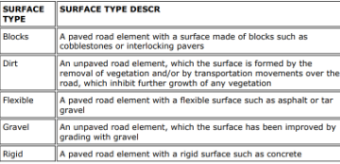 SURFACE TYPE SURFACE TYPE DESCR
Blocks A paved road element with a surface made of blocks such as
cobblestones or interlocking pavers
Dirt An unpaved road element, which the surface is formed by the
removal of vegetation and/or by transportation movements over the
road, which inhibit further growth of any vegetation
Flexible A paved road element with a flexible surface such as asphalt or tar
gravel
Gravel An unpaved road element, which the surface has been improved by
grading with gravel
Rigid A paved road element with a rigid surface such as concrete